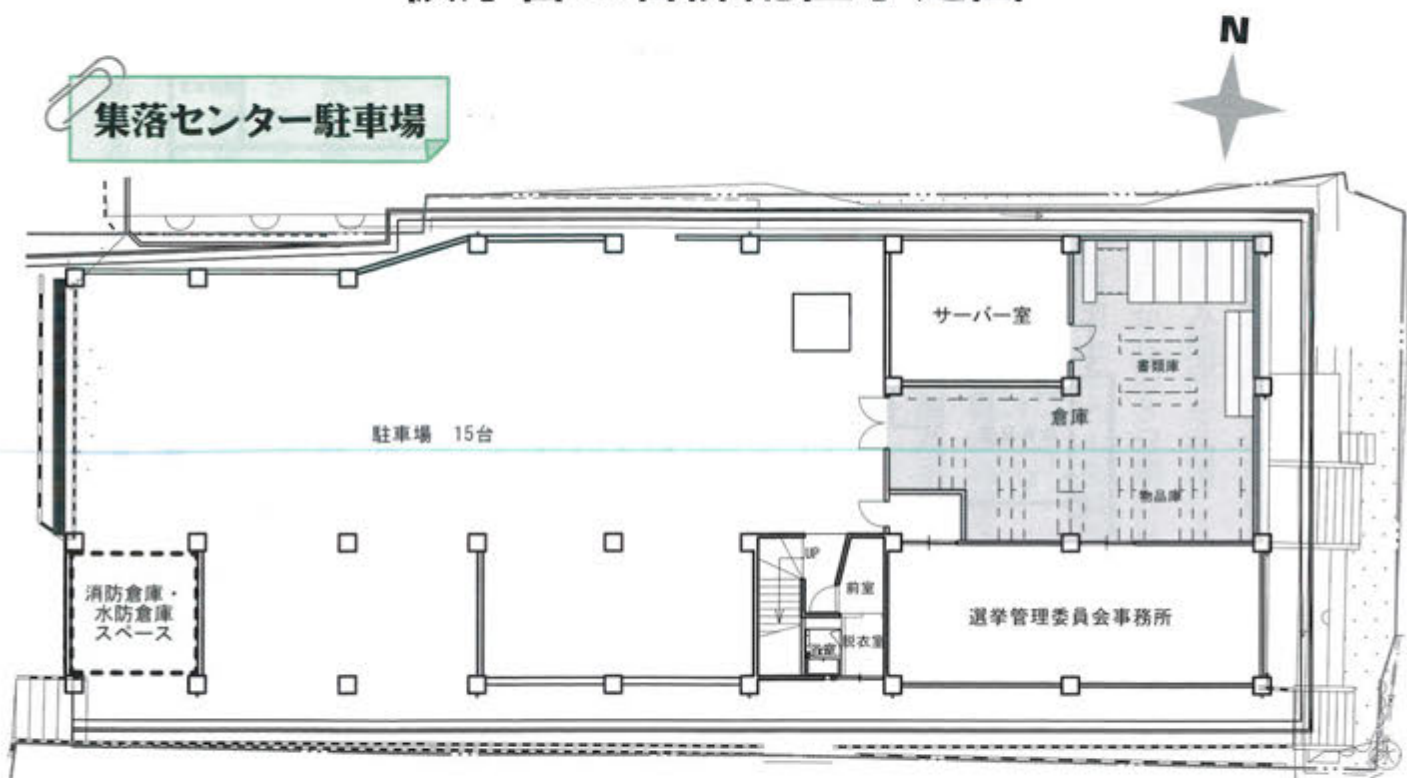 N
集落センター駐車場
サーバー室
書類庫
倉庫
駐車場 15台
物品庫
UP
前室
消防倉庫・
水防倉庫
スペース
選挙管理委員会事務所
浴室
脱衣室